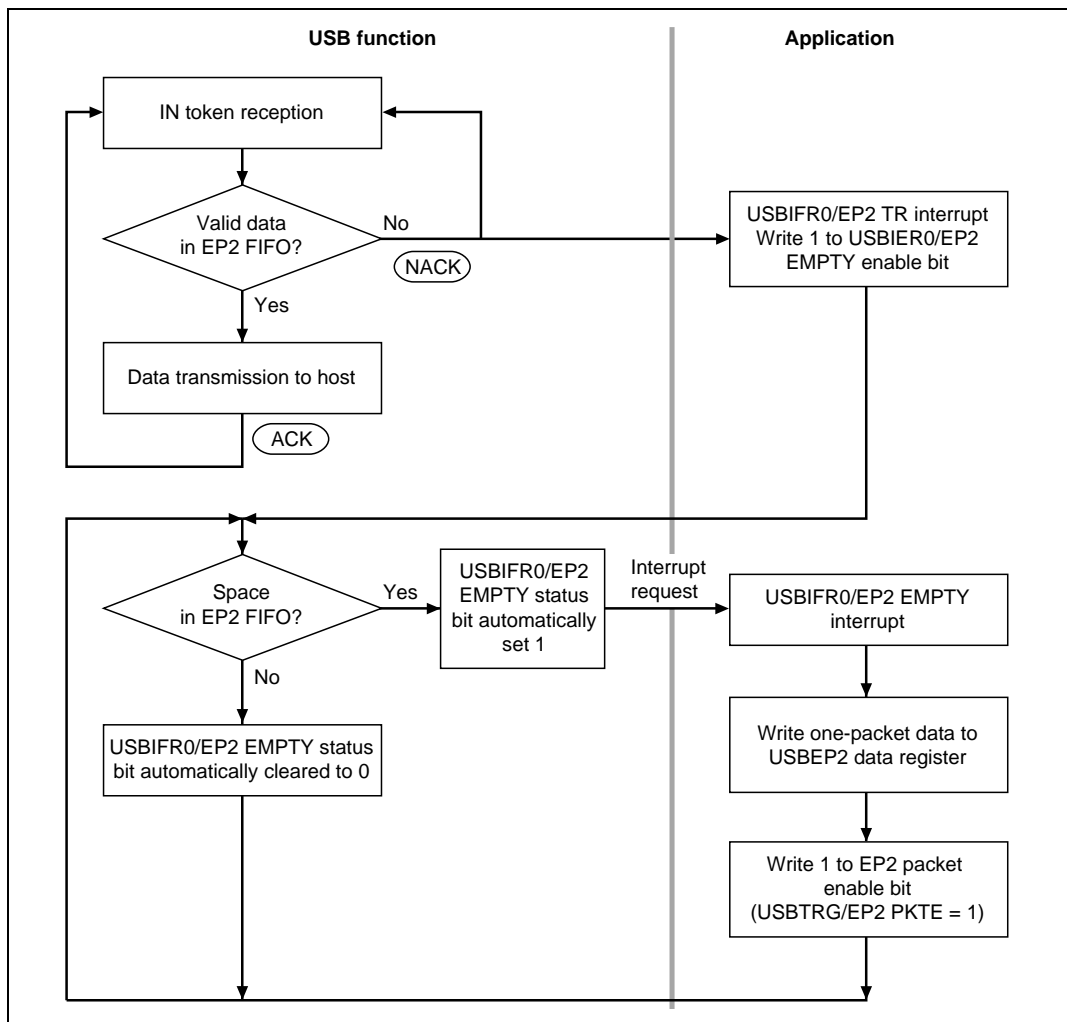 USB function
Application
IN token reception
Valid data
in EP2 FIFO?
No
NACK
USBIFR0/EP2 TR interrupt
Write 1 to USBIER0/EP2
EMPTY enable bit
Yes
Data transmission to host
ACK
Space
in EP2 FIFO?
Yes
USBIFR0/EP2
EMPTY status
bit automatically
set 1
Interrupt
request
USBIFR0/EP2 EMPTY
interrupt
No
USBIFR0/EP2 EMPTY status
bit automatically cleared to 0
Write one-packet data to
USBEP2 data register
Write 1 to EP2 packet
enable bit
(USBTRG/EP2 PKTE = 1)